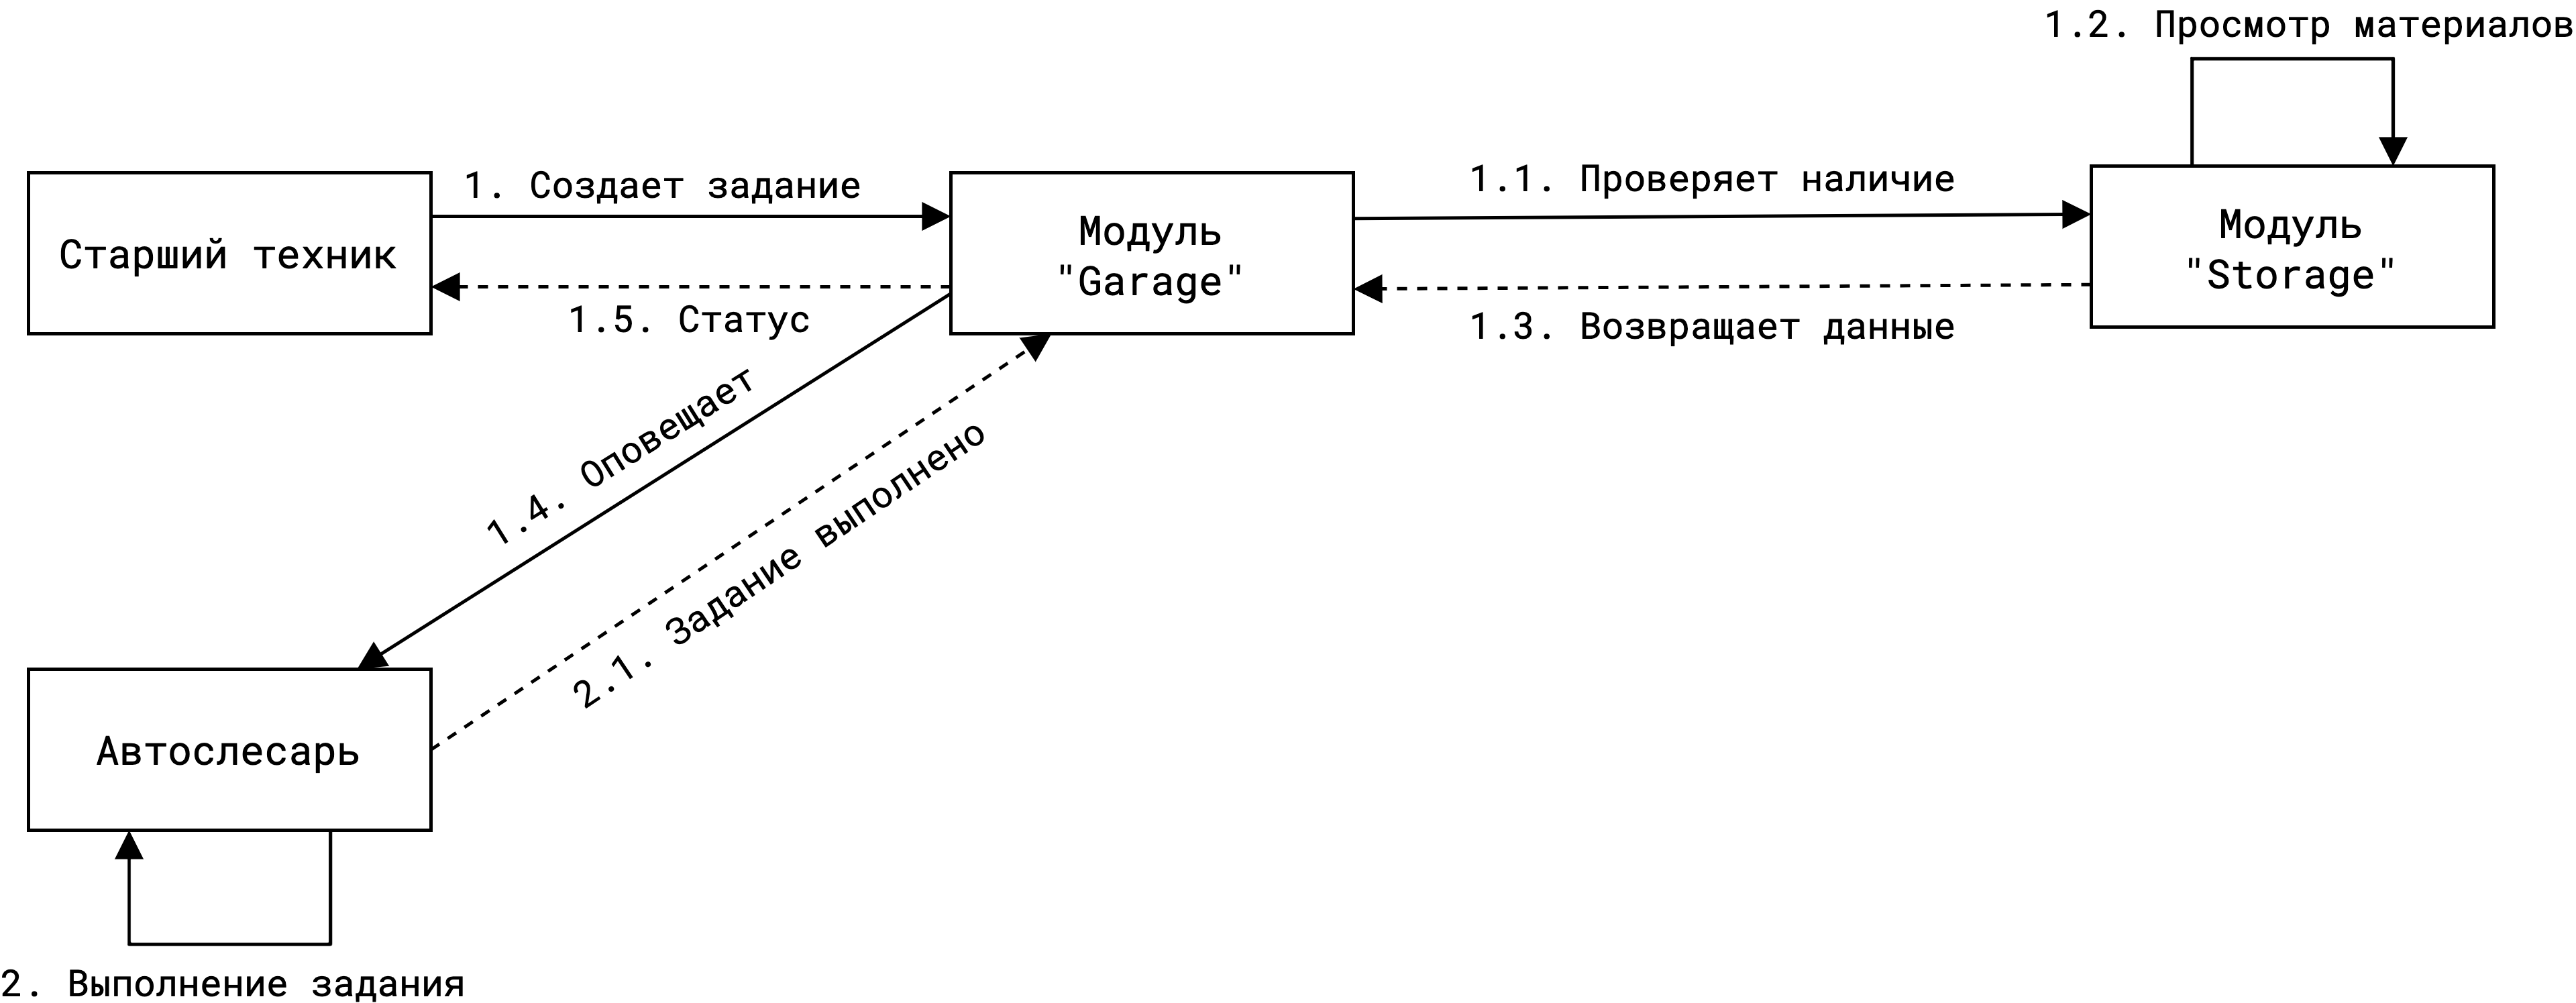 1.2. Просмотр материалов
1. Создает задание
1.1. Проверяет наличие
Старший техник
Модуль
"Garage"
Модуль
"Storage"
1.5. Статус
1.3. Возвращает данные
1.4. Оповещает
2.1. Задание выполнено
Автослесарь
2. Выполнение задания